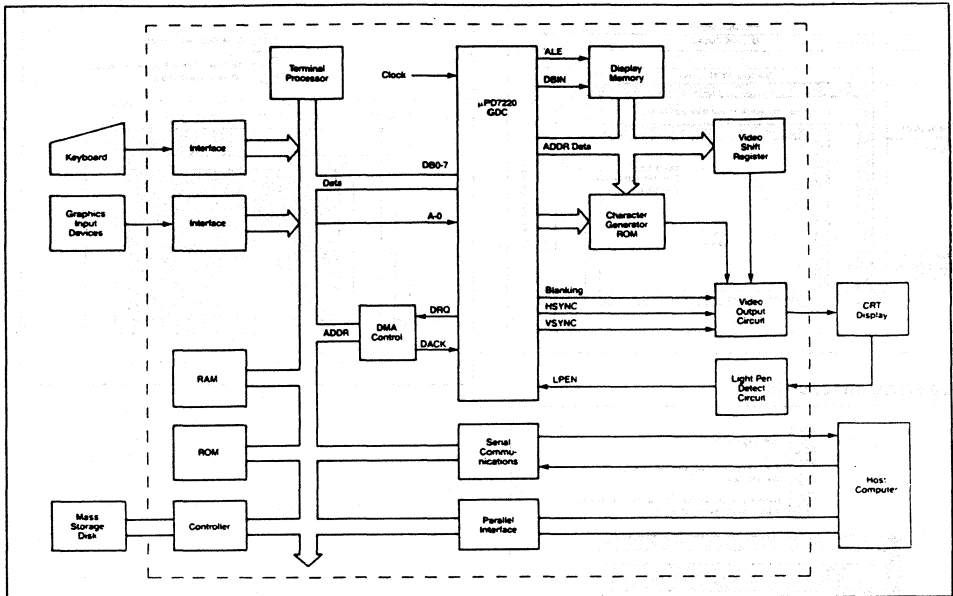 Terminal
Processor
Clock
µPD7220
GDC
ALE
DBIN
Display
Memory
ADDR Data
Video
Shift
Register
Keyboard
Interface
DB0-7
Data
Graphics
Input
Devices
Interface
A-0
Character
Generator
ROM
Blanking
HSYNC
VSYNC
Video
Output
Circuit
CRT
Display
ADDR
DMA
Control
DRQ
DACK
LPEN
Light Pen
Detect
Circuit
RAM
ROM
Serial
Commu-
nications
Host
Computer
Mass
Storage
Disk
Controller
Parallel
Interface